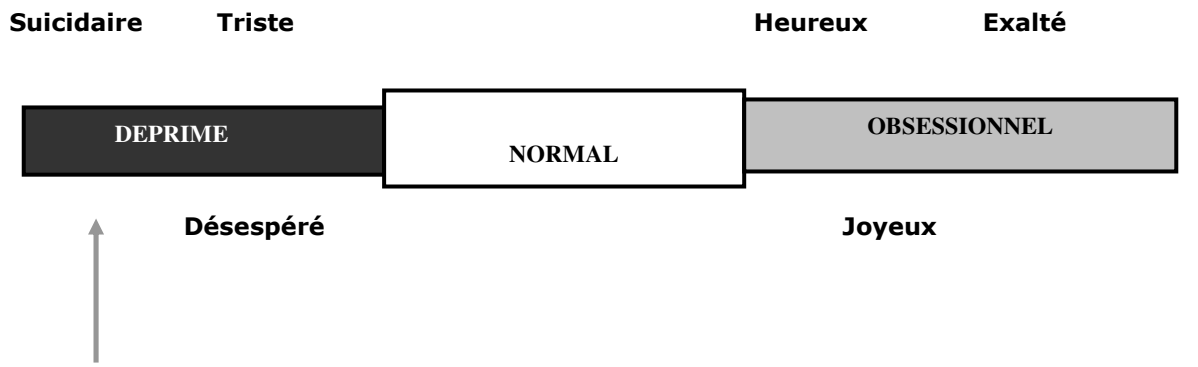 Suicidaire Triste Heureux Exalté
DEPRIME NORMAL OBSESSIONNEL
Désespéré Joyeux